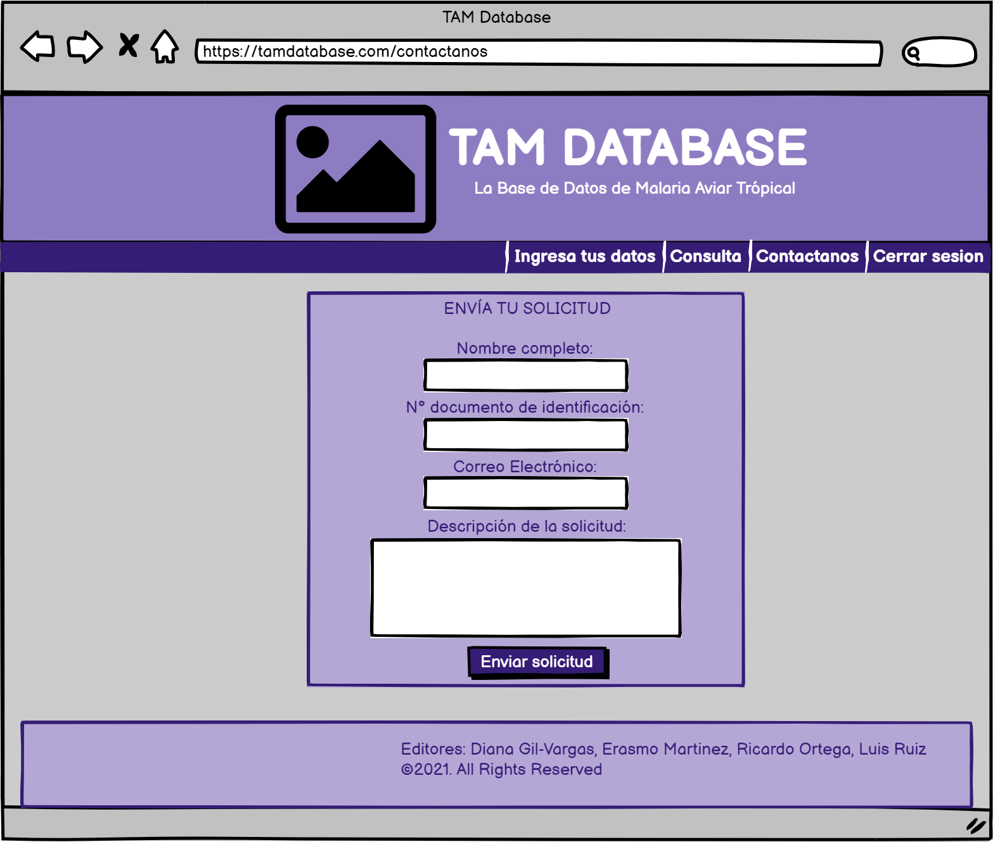 TAM Database
https://tamdatabase.com/contactanos
TAM DATABASE
La Base de Datos de Malaria Aviar Trópical
Ingresa tus datos Consulta Contactanos Cerrar sesion
ENVÍA TU SOLICITUD
Nombre completo:
N° documento de identificación:
Correo Electrónico:
Descripción de la solicitud:
Enviar solicitud
Editores: Diana Gil-Vargas, Erasmo Martinez, Ricardo Ortega, Luis Ruiz
©2021. All Rights Reserved